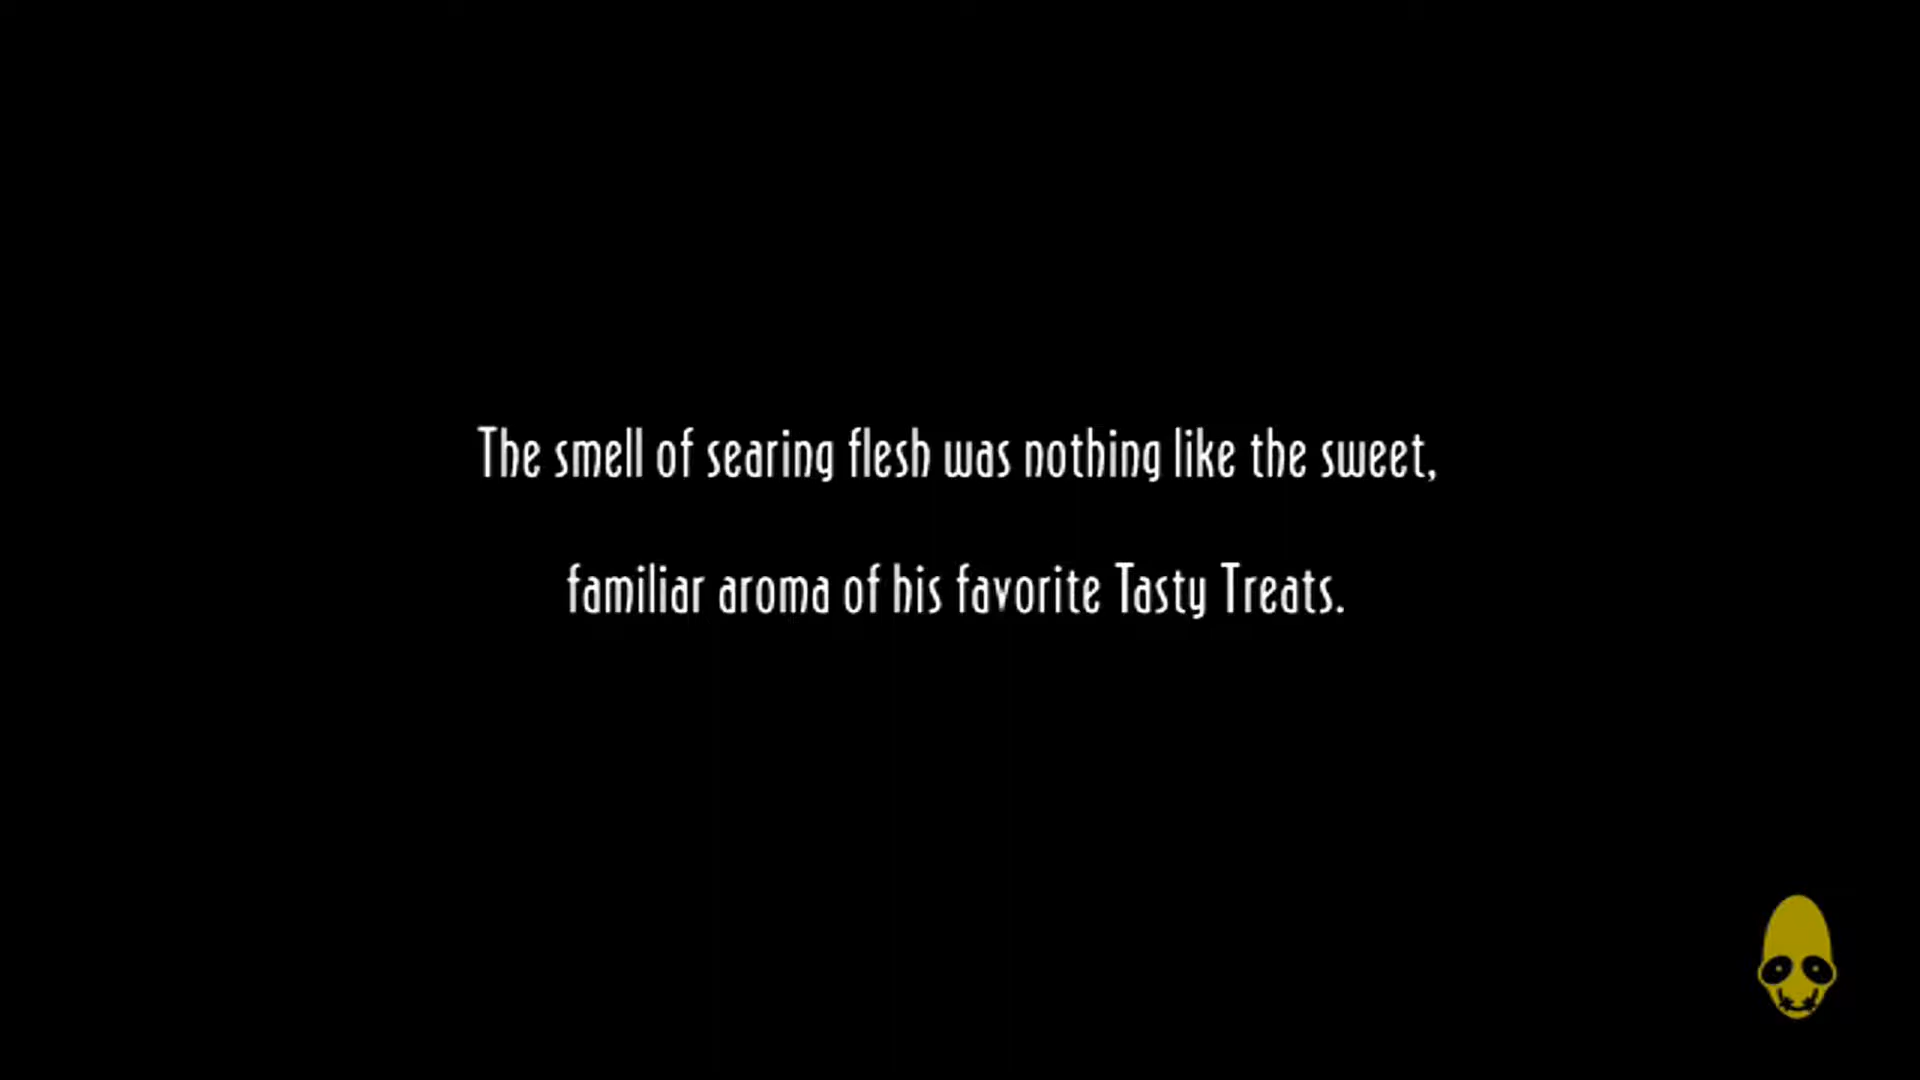 The smell of searing flesh was nothing like the sweet,
familiar aroma of his favorite Tasty Treats.